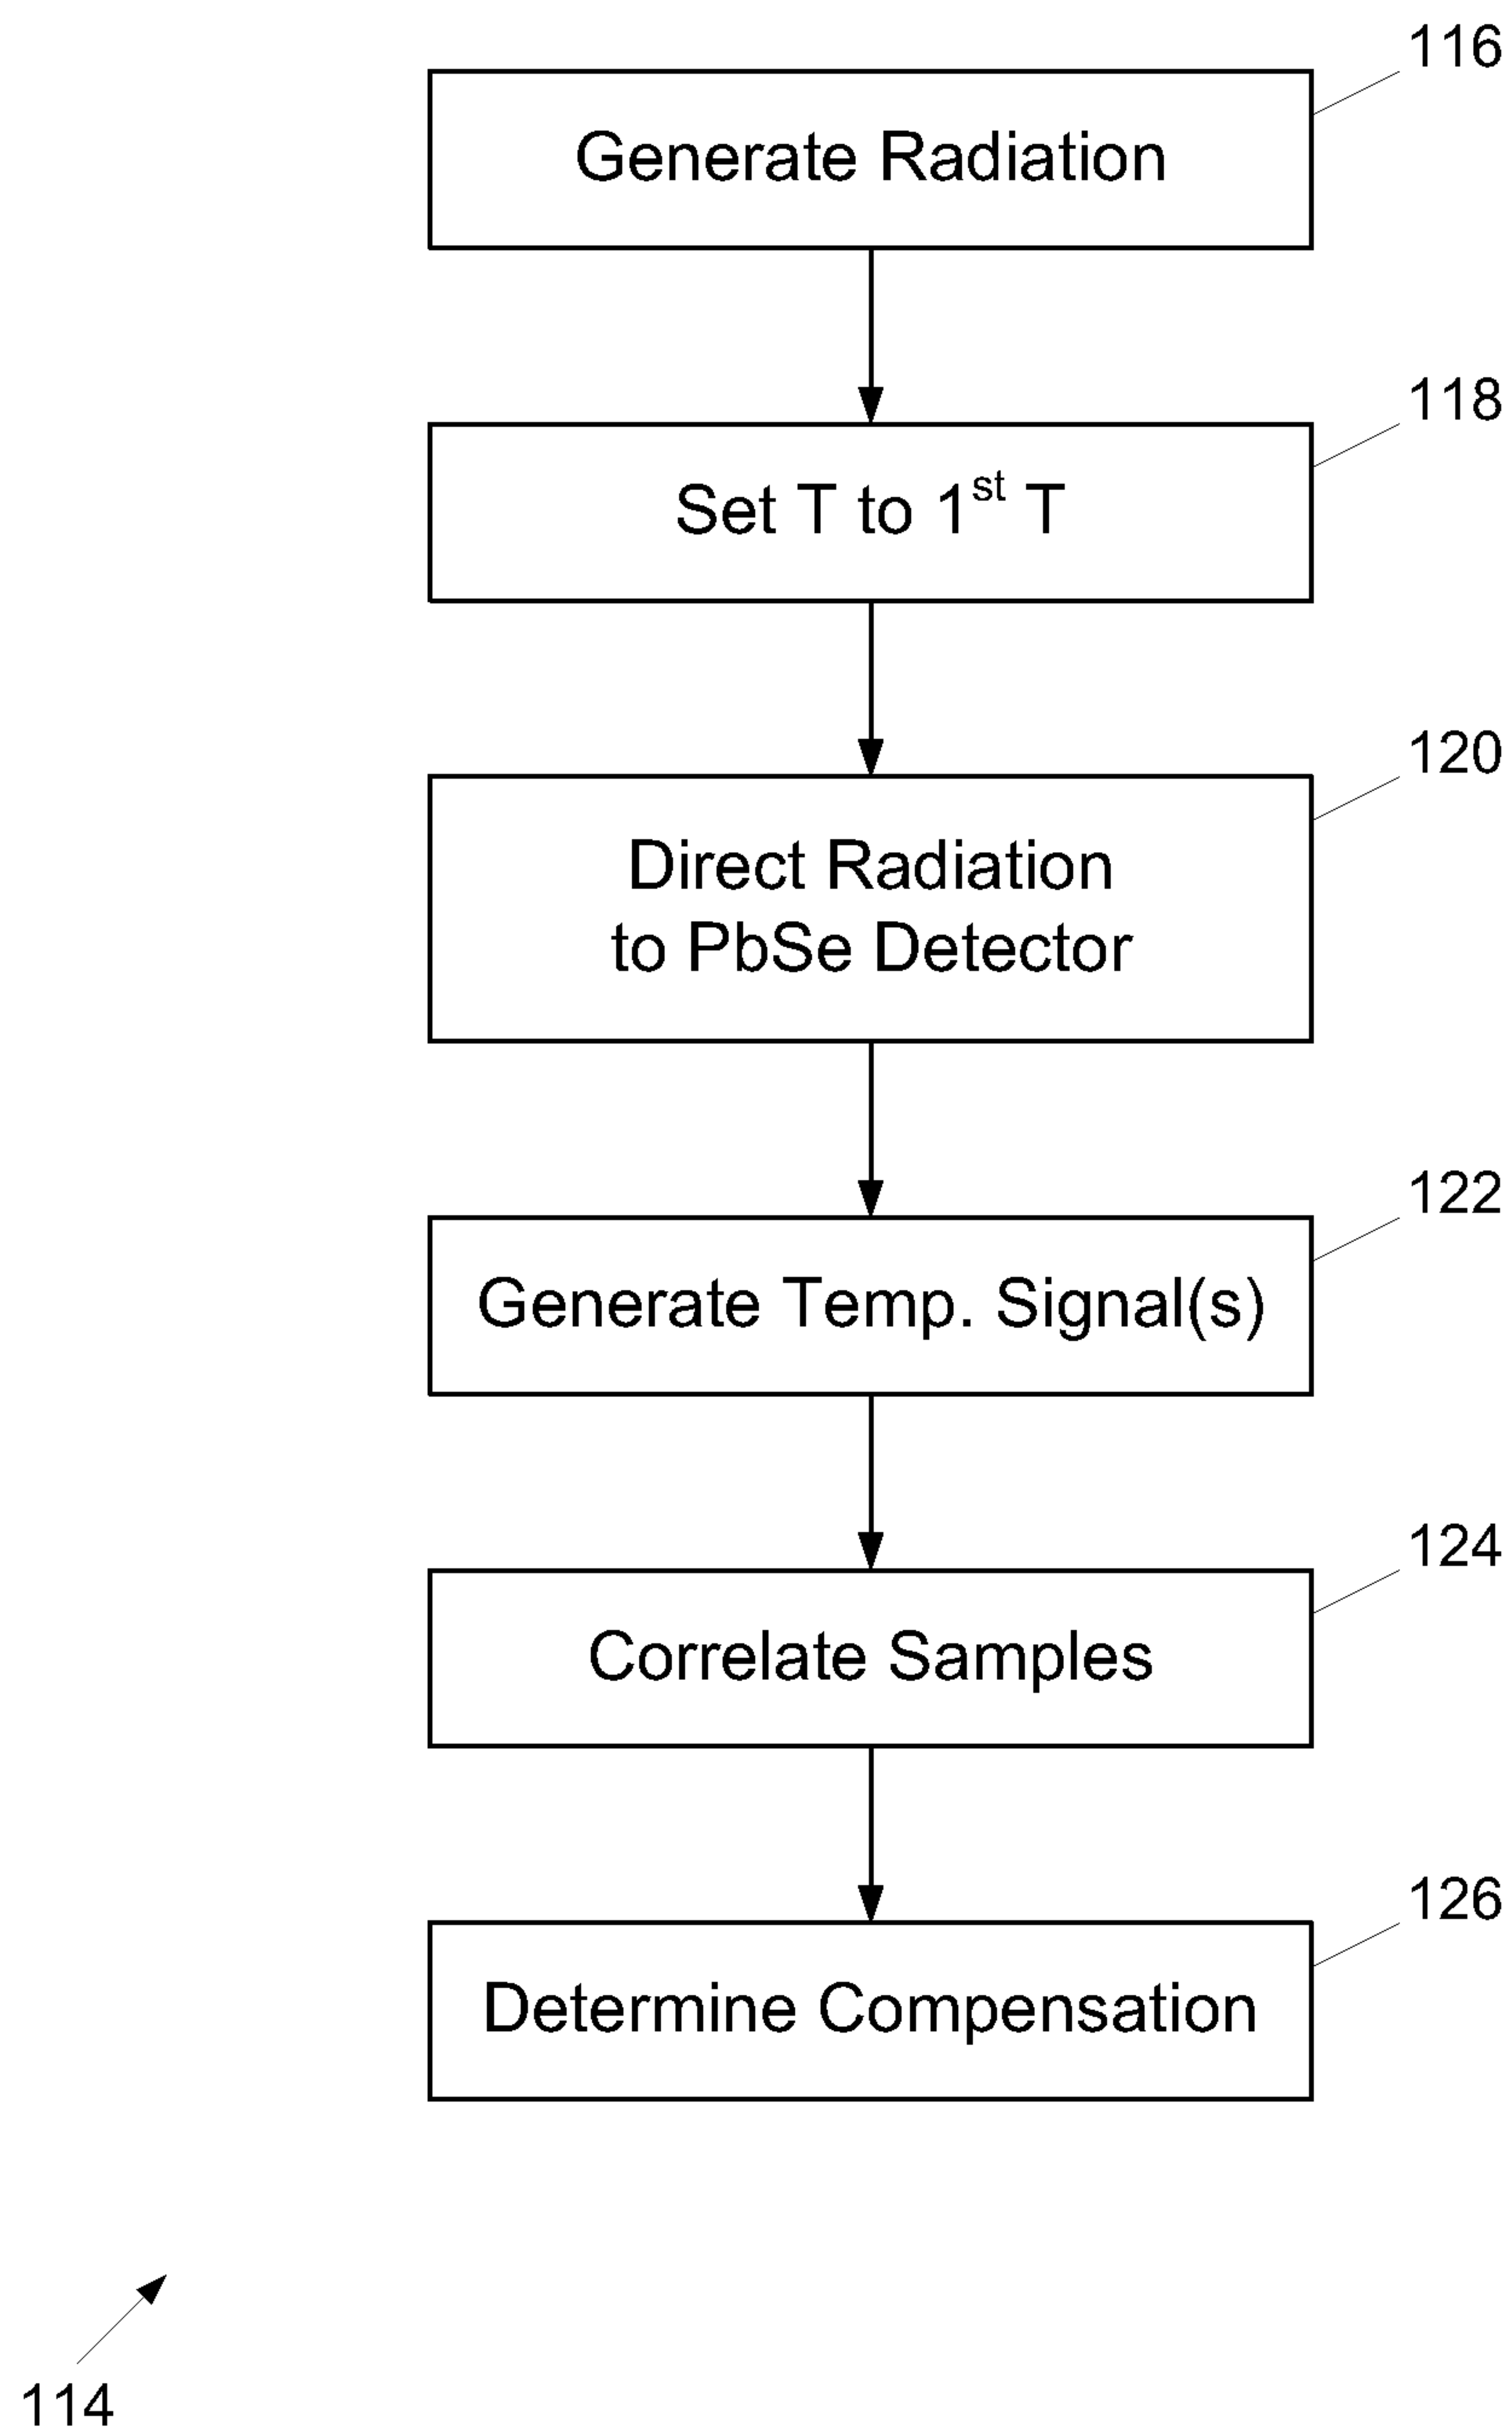 116
Generate Radiation
118
Set T to 1st T
120
Direct Radiation
to PbSe Detector
122
Generate Temp. Signal(s)
124
Correlate Samples
126
Determine Compensation
114